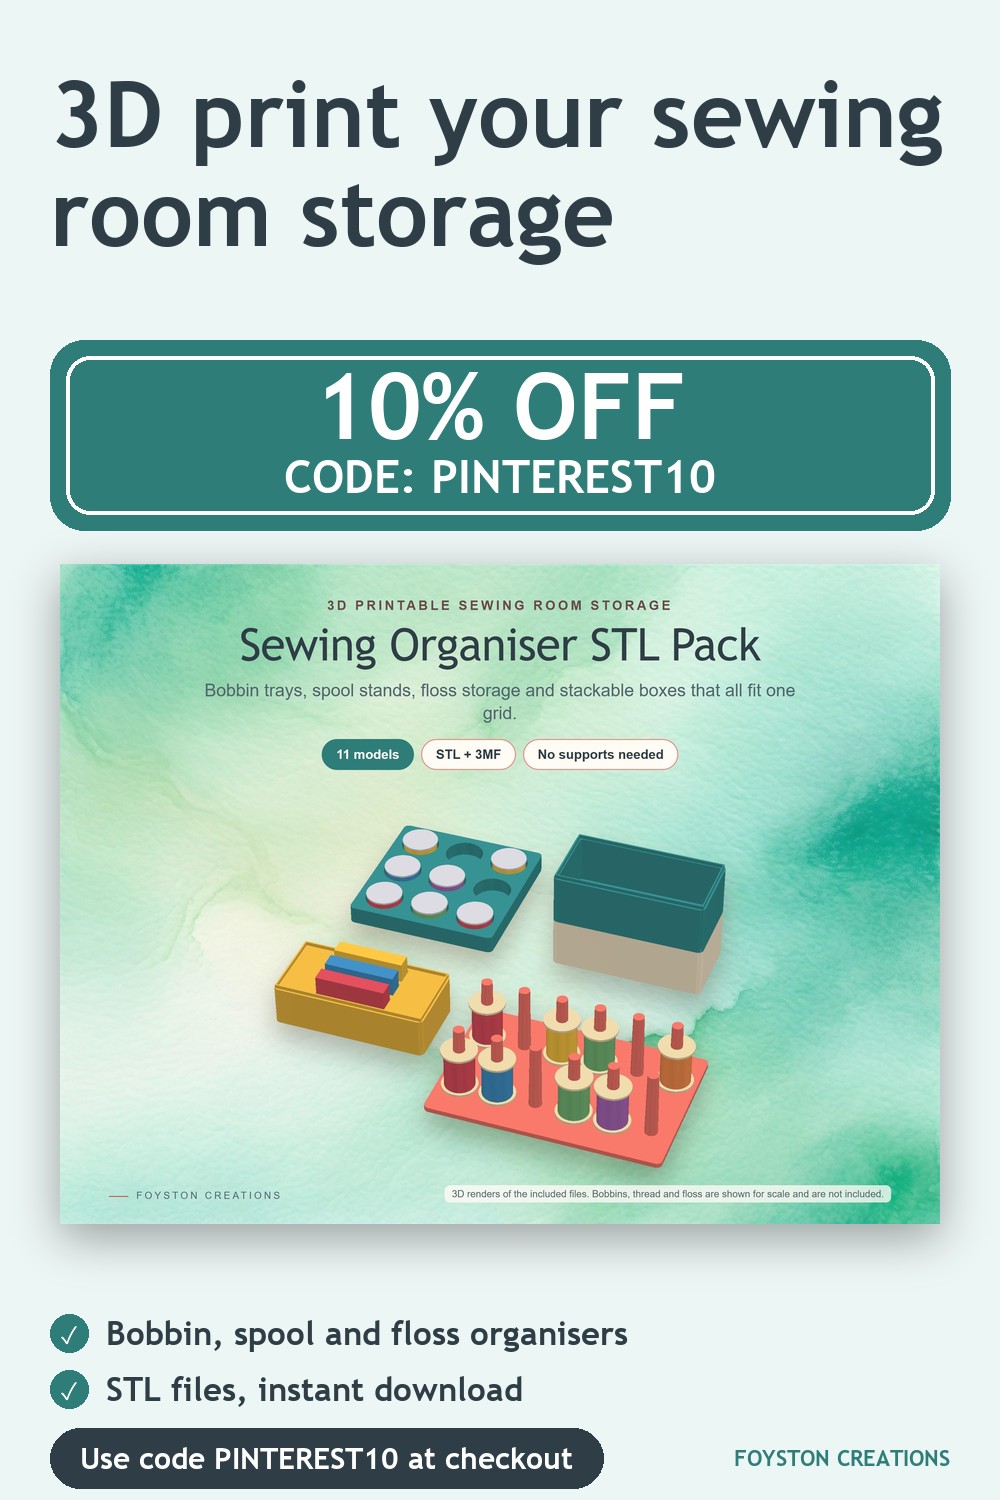 3D print your sewing
room storage
10% OFF
CODE: PINTEREST10
3D PRINTABLE SEWING ROOM STORAGE
Sewing Organiser STL Pack
Bobbin trays, spool stands, floss storage and stackable boxes that all fit one
grid.
11 models
STL + 3MF
No supports needed
FOYSTON CREATIONS
3D renders of the included files. Bobbins, thread and floss are shown for scale and are not included.
Bobbin, spool and floss organisers
STL files, instant download
Use code PINTEREST10 at checkout
FOYSTON CREATIONS